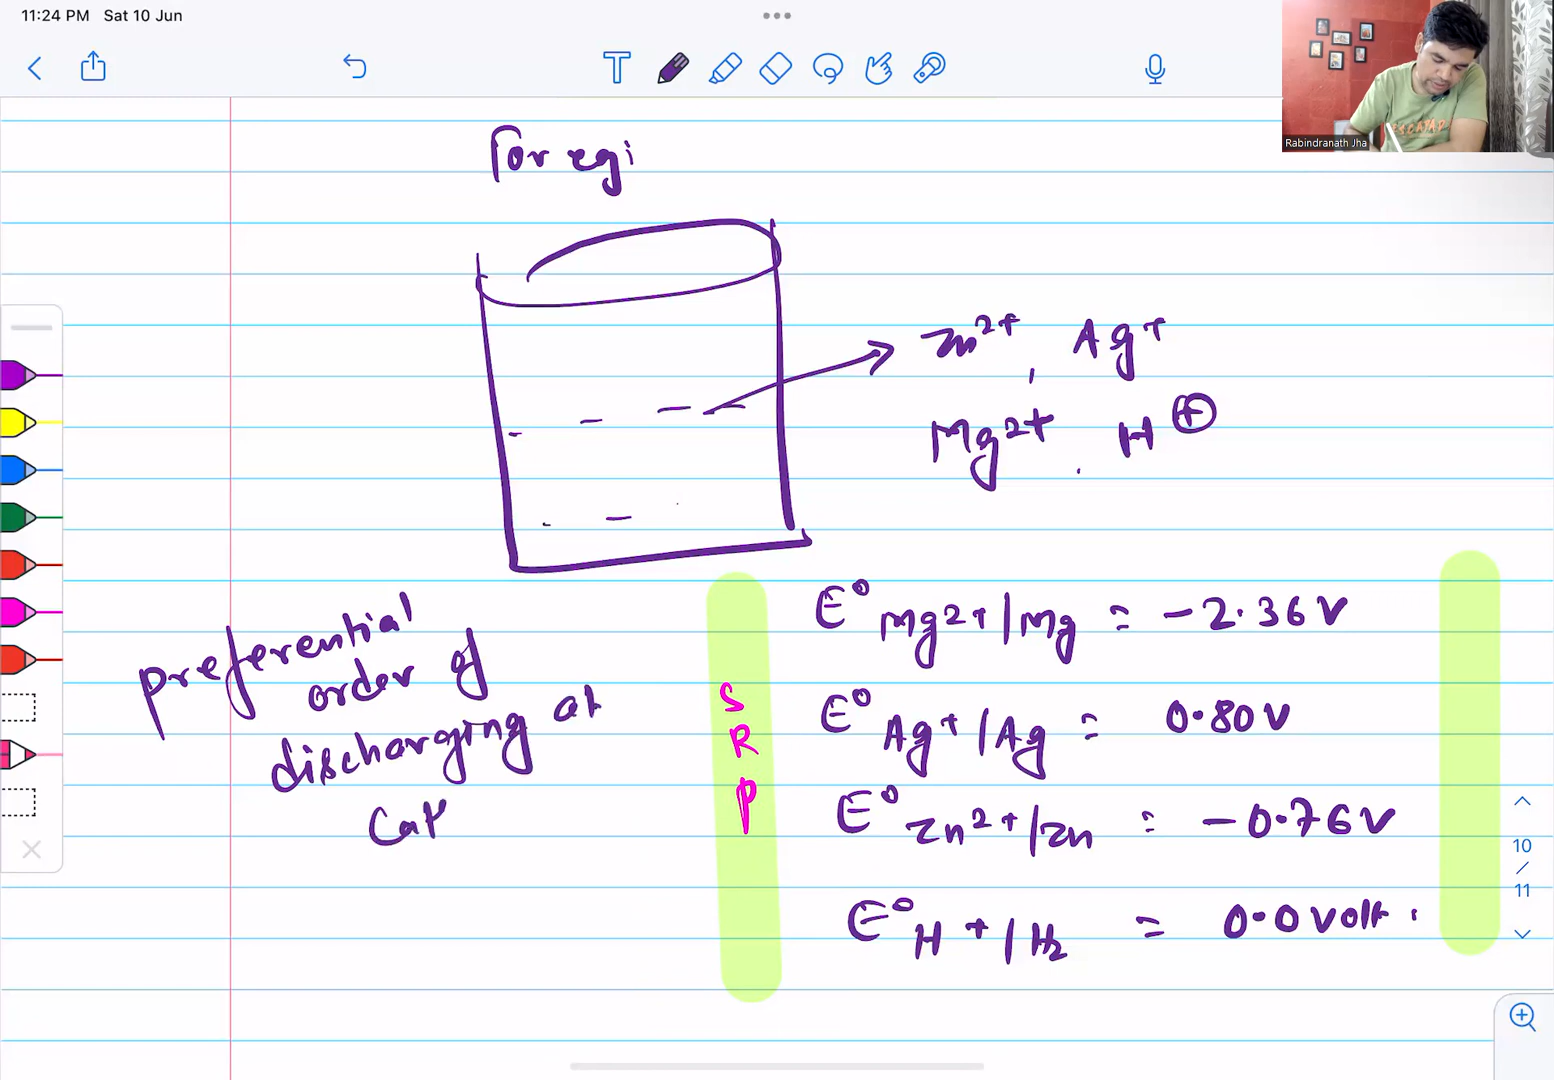 11:24 PM Sat 10 Jun
Rabindranath Jha
For eg:
Zn2+, Ag+
Mg2+, H⊕
preferential
order of
discharging at
Cat
S
R
P
E° Mg2+/Mg = -2.36V
E° Ag+/Ag = 0.80V
E° Zn2+/Zn = -0.76V
E° H+/H2 = 0.0 volt.
10
/
11